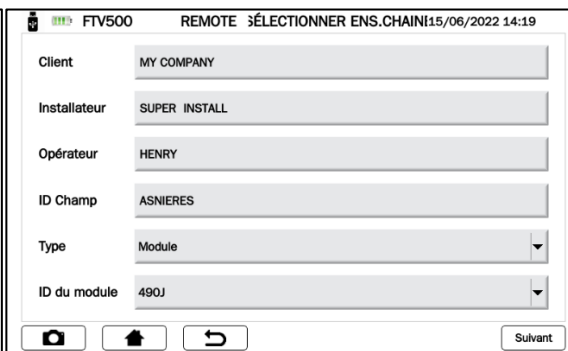 FTV500 REMOTE SÉLECTIONNER ENS.CHAINE 15/06/2022 14:19
Client MY COMPANY
Installateur SUPER INSTALL
Opérateur HENRY
ID Champ ASNIERES
Type Module
ID du module 490J
Suivant